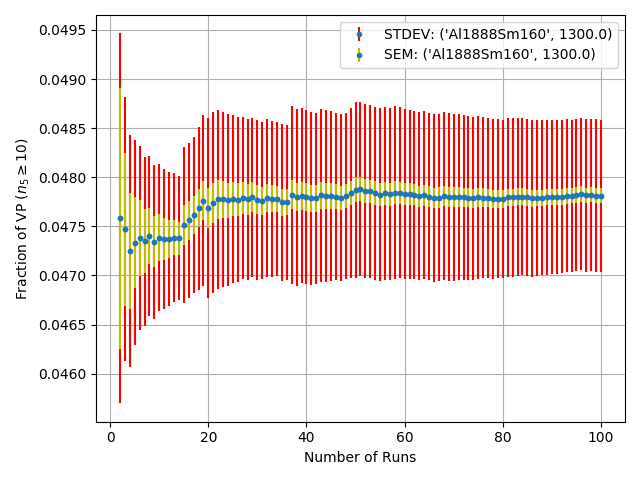 0.0495
0.0490
0.0485
0.0480
0.0475
0.0470
0.0465
0.0460
Fraction of VP (n₅ ≥ 10)
STDEV: ('Al1888Sm160', 1300.0)
SEM: ('Al1888Sm160', 1300.0)
0 20 40 60 80 100
Number of Runs